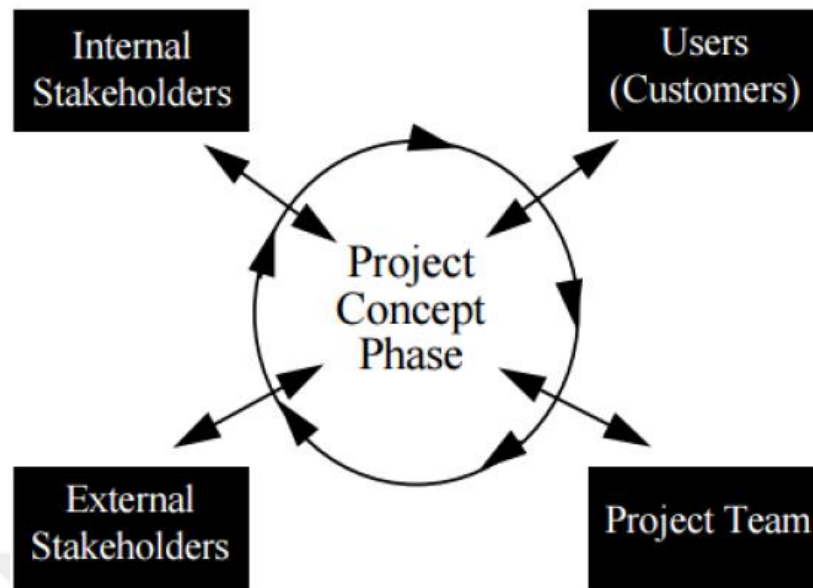 Internal
Stakeholders
Users
(Customers)
Project
Concept
Phase
External
Stakeholders
Project Team